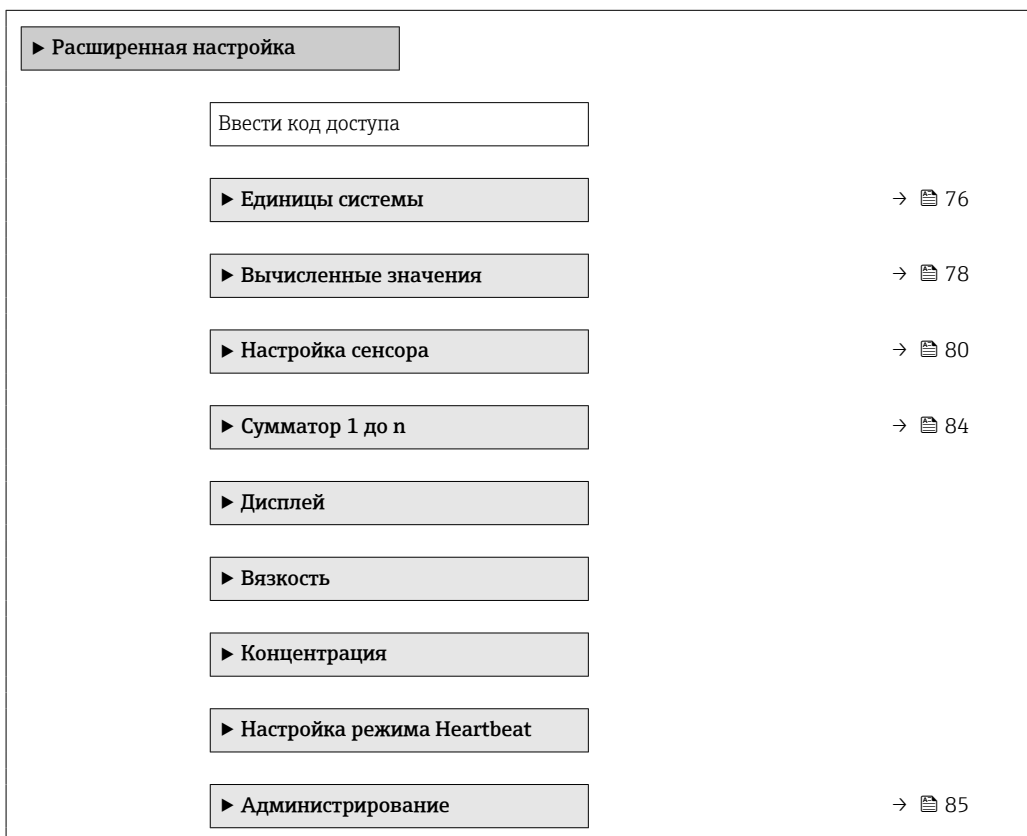 ▶ Расширенная настройка
Ввести код доступа
▶ Единицы системы → 76
▶ Вычисленные значения → 78
▶ Настройка сенсора → 80
▶ Сумматор 1 до n → 84
▶ Дисплей
▶ Вязкость
▶ Концентрация
▶ Настройка режима Heartbeat
▶ Администрирование → 85